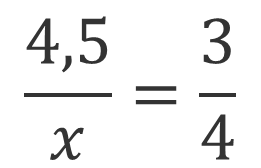 4,5/x = 3/4